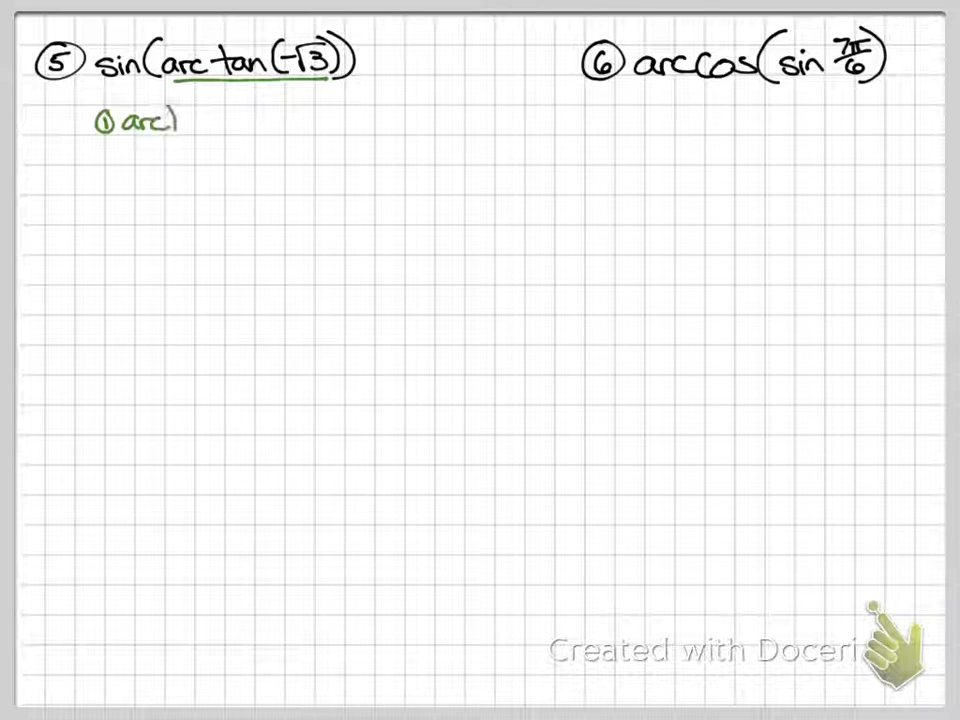 ⑤ sin(arctan(-√3))
① arc
⑥ arccos(sin 7π/6)
Created with Doceri